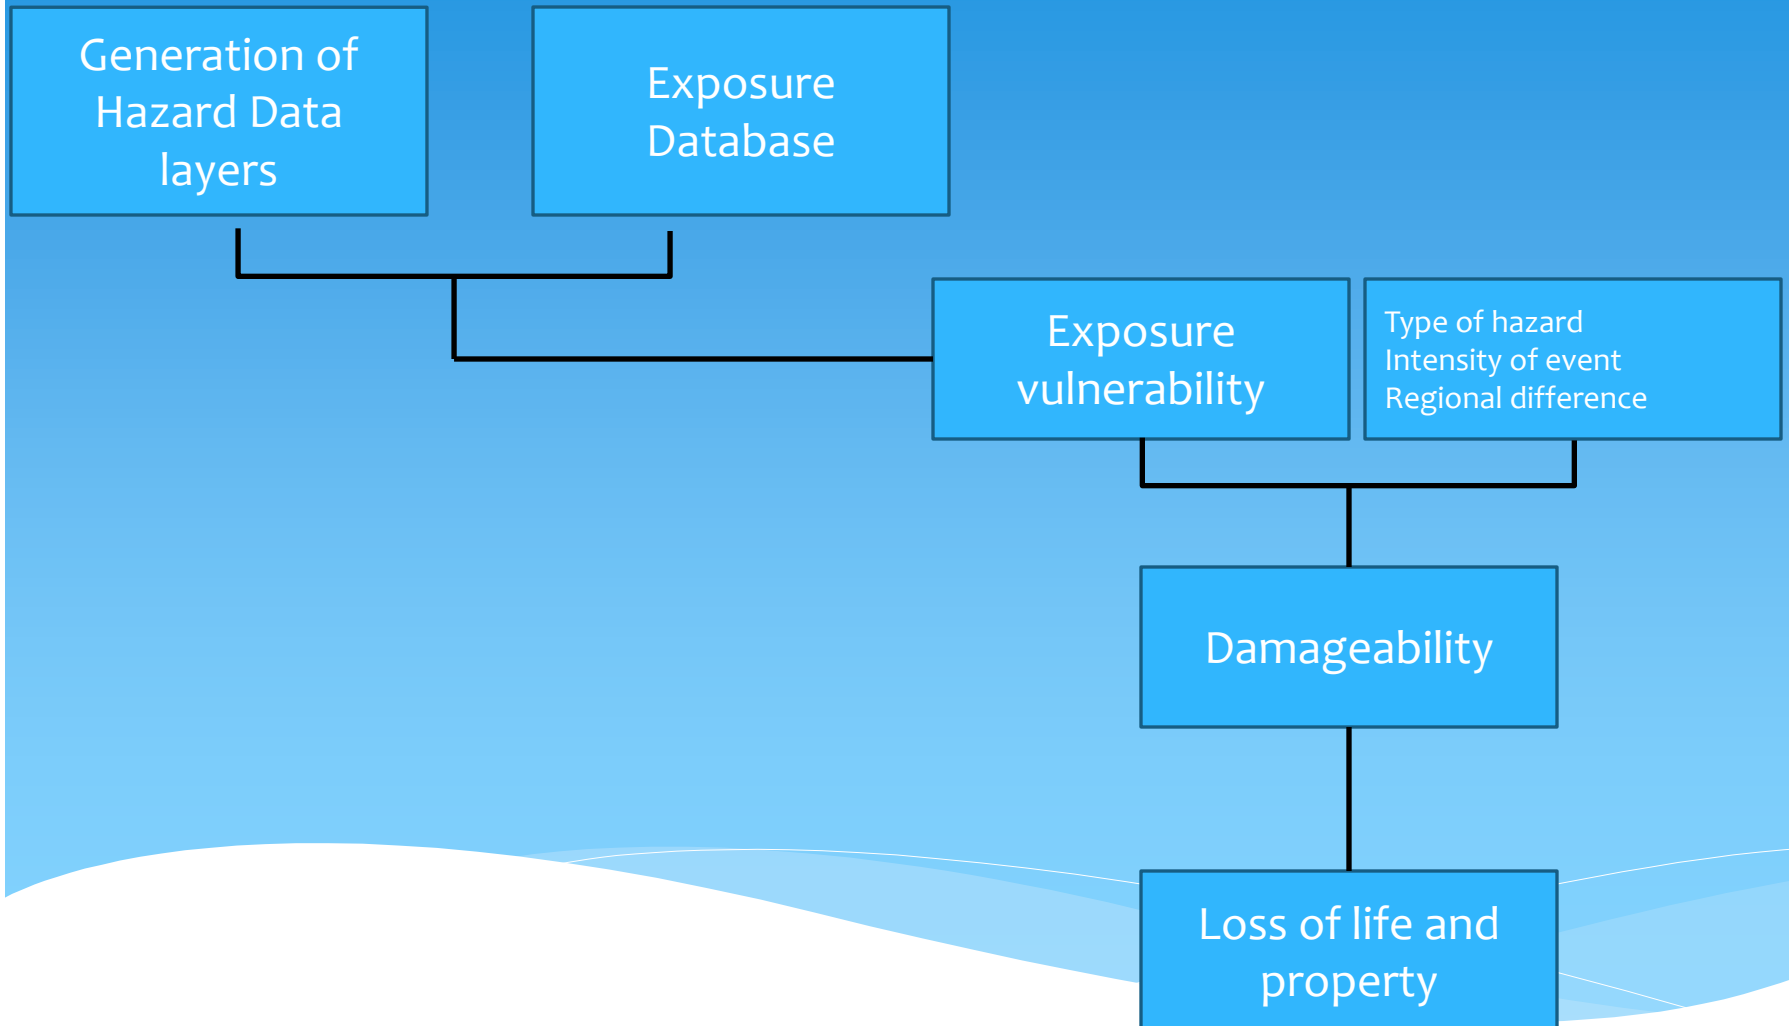 Generation of
Hazard Data
layers
Exposure
Database
Exposure
vulnerability
Type of hazard
Intensity of event
Regional difference
Damageability
Loss of life and
property